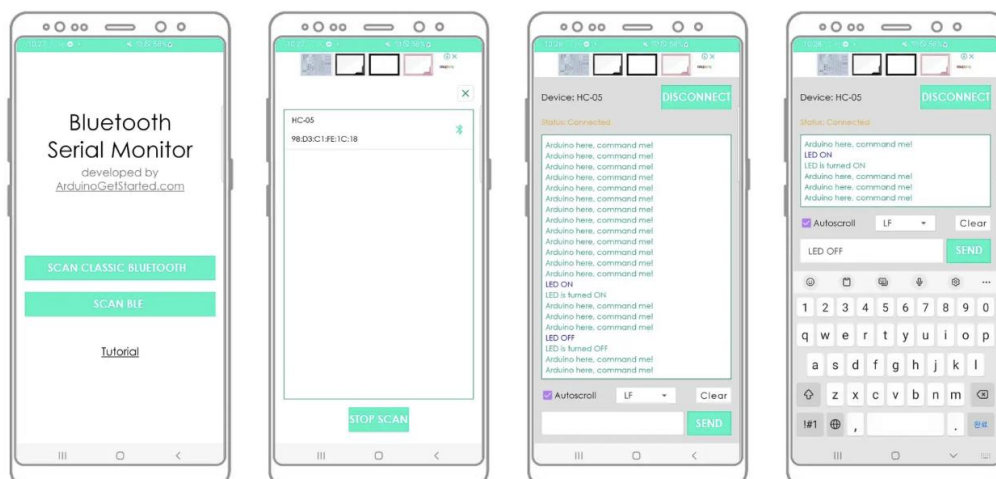 Bluetooth
Serial Monitor
developed by
ArduinoGetStarted.com
SCAN CLASSIC BLUETOOTH
SCAN BLE
Tutorial
HC-05
98:D3:C1:FE:1C:18
STOP SCAN
Device: HC-05
DISCONNECT
Status: Connected
Arduino here, command me!
Arduino here, command me!
Arduino here, command me!
Arduino here, command me!
Arduino here, command me!
Arduino here, command me!
Arduino here, command me!
Arduino here, command me!
Arduino here, command me!
Arduino here, command me!
Arduino here, command me!
Arduino here, command me!
LED ON
LED is turned ON
Arduino here, command me!
Arduino here, command me!
Arduino here, command me!
LED OFF
LED is turned OFF
Arduino here, command me!
Arduino here, command me!
Autoscroll LF Clear
SEND
Device: HC-05
DISCONNECT
Status: Connected
Arduino here, command me!
LED ON
LED is turned ON
Arduino here, command me!
Arduino here, command me!
Arduino here, command me!
Autoscroll LF Clear
LED OFF SEND
1 2 3 4 5 6 7 8 9 0
q w e r t y u i o p
a s d f g h j k l
z x c v b n m
!#1 , . 완료